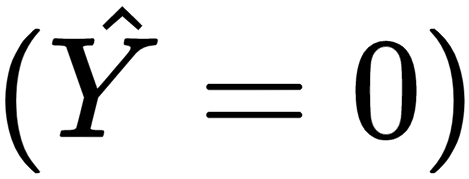 (Ŷ = 0)